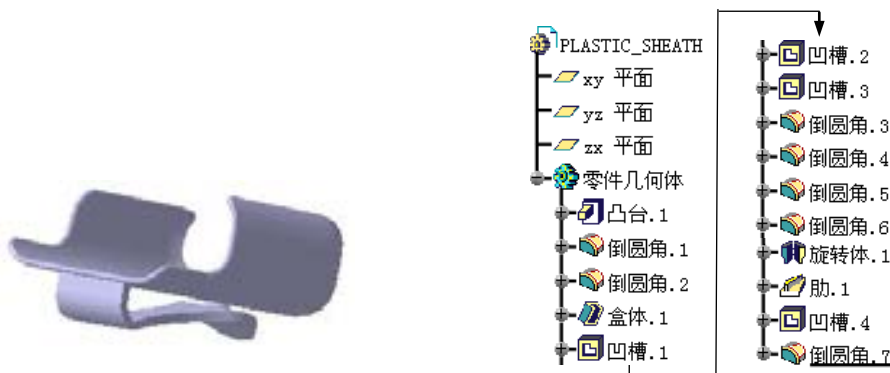 PLASTIC_SHEATH
xy 平面
yz 平面
zx 平面
零件几何体
凸台.1
倒圆角.1
倒圆角.2
盒体.1
凹槽.1
凹槽.2
凹槽.3
倒圆角.3
倒圆角.4
倒圆角.5
倒圆角.6
旋转体.1
肋.1
凹槽.4
倒圆角.7